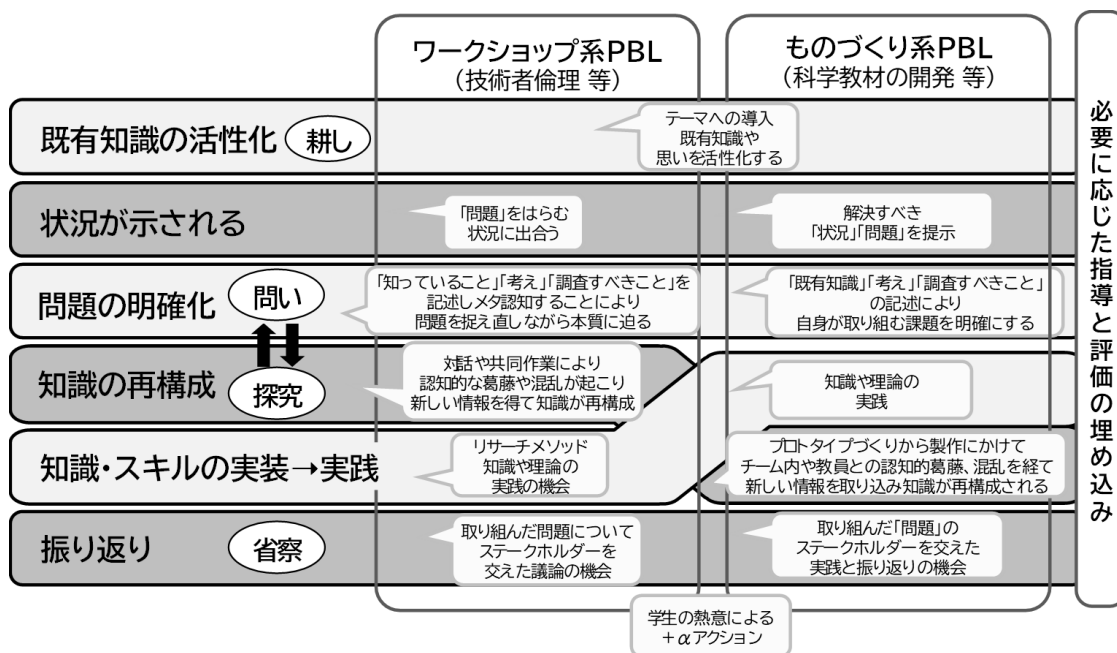 ワークショップ系PBL
（技術者倫理 等）
ものづくり系PBL
（科学教材の開発 等）
必要に応じた指導と評価の埋め込み
既有知識の活性化
耕し
テーマへの導入
既有知識や
思いを活性化する
状況が示される
「問題」をはらむ
状況に出合う
解決すべき
「状況」「問題」を提示
問題の明確化
問い
「知っていること」「考え」「調査すべきこと」を
記述しメタ認知することにより
問題を捉え直しながら本質に迫る
「既有知識」「考え」「調査すべきこと」
の記述により
自身が取り組む課題を明確にする
知識の再構成
探究
対話や共同作業により
認知的な葛藤や混乱が起こり
新しい情報を得て知識が再構成
知識や理論の
実践
知識・スキルの実装→実践
リサーチメソッド
知識や理論の
実践の機会
プロトタイプづくりから製作にかけて
チーム内や教員との認知的葛藤、混乱を経て
新しい情報を取り込み知識が再構成される
振り返り
省察
取り組んだ問題について
ステークホルダーを
交えた議論の機会
取り組んだ「問題」の
ステークホルダーを交えた
実践と振り返りの機会
学生の熱意による
＋αアクション